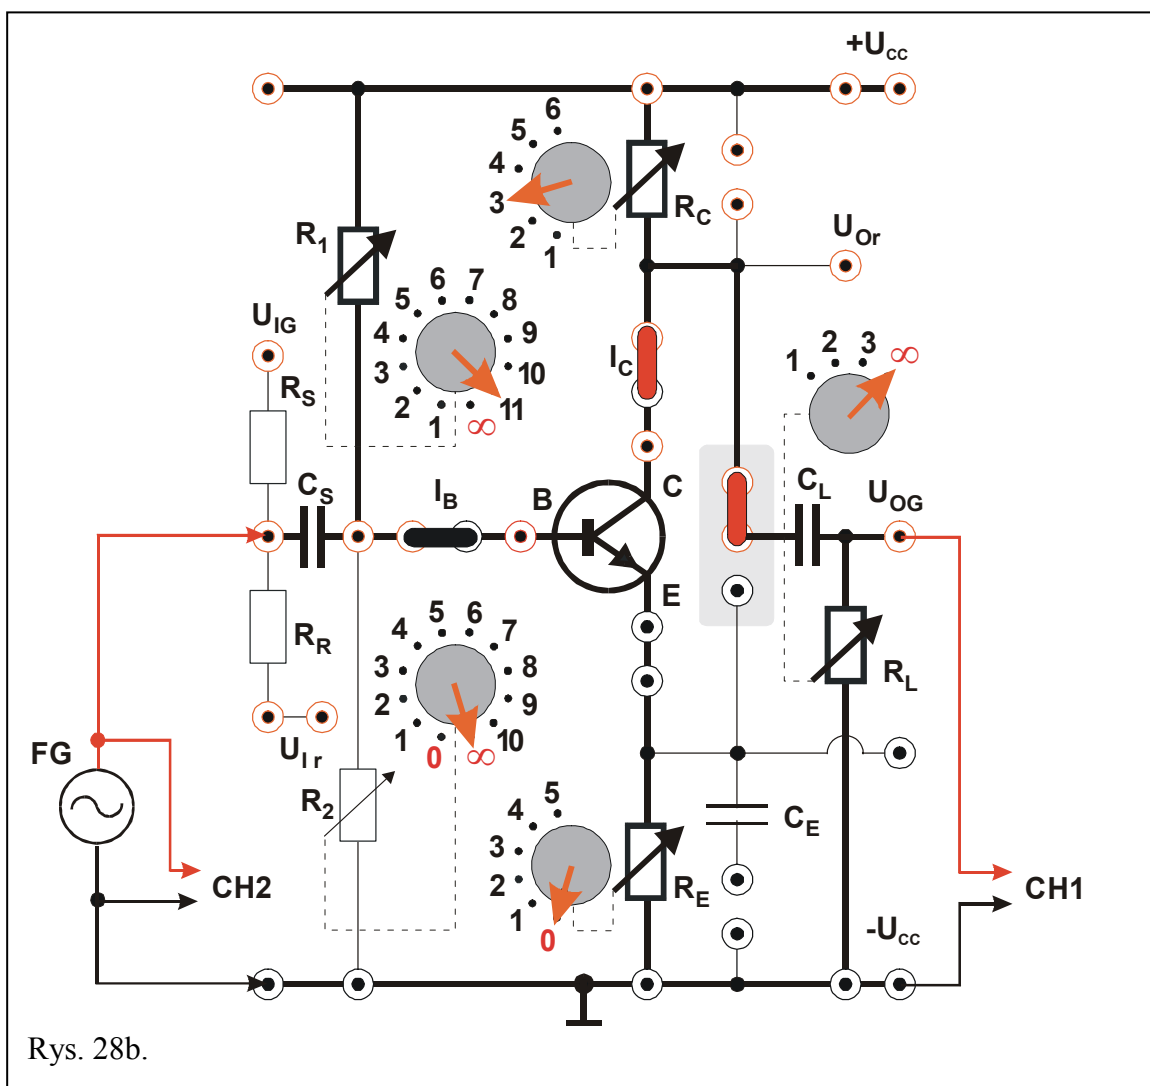 +Ucc
6
5
4
3
2
1
RC
R1
UOr
6 7
5 8
4 9
3 10
2 11
1 ∞
UIG
RS
IC
1 2 3 ∞
CS
IB
B
C
E
CL
UOG
RR
UIr
5 6
4 7
3 8
2 9
1 10
0 ∞
RL
FG
R2
5
4
3
2
1
0
CE
RE
CH2
CH1
-Ucc
Rys. 28b.